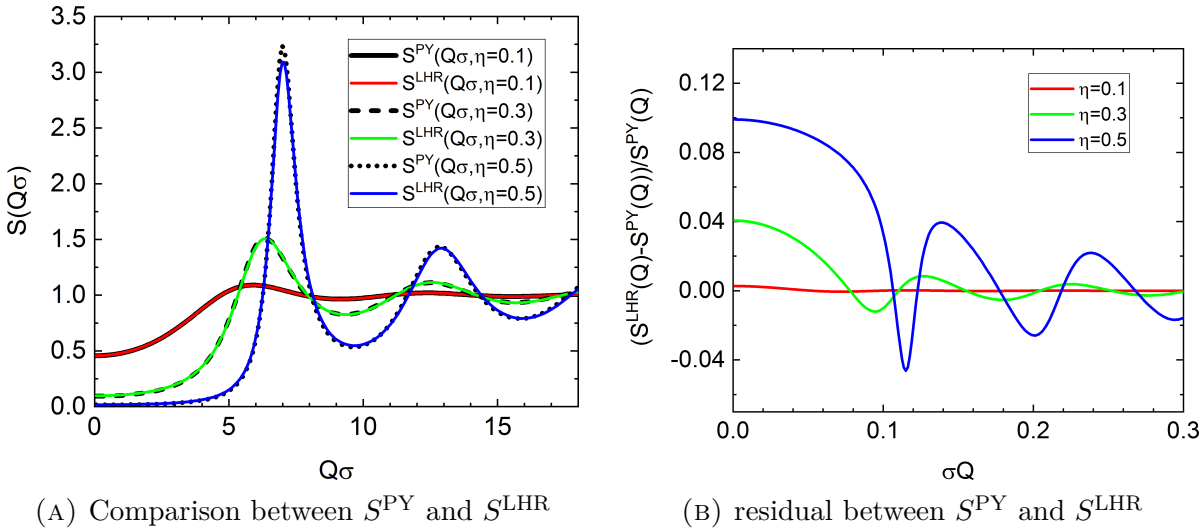 3.5
3.0
2.5
2.0
1.5
1.0
0.5
0.0
S(Qσ)
S^PY(Qσ,η=0.1)
S^LHR(Qσ,η=0.1)
S^PY(Qσ,η=0.3)
S^LHR(Qσ,η=0.3)
S^PY(Qσ,η=0.5)
S^LHR(Qσ,η=0.5)
0 5 10 15
Qσ
(A) Comparison between S^PY and S^LHR
0.12
0.08
0.04
0.00
-0.04
(S^LHR(Q)-S^PY(Q))/S^PY(Q)
η=0.1
η=0.3
η=0.5
0.0 0.1 0.2 0.3
σQ
(B) residual between S^PY and S^LHR